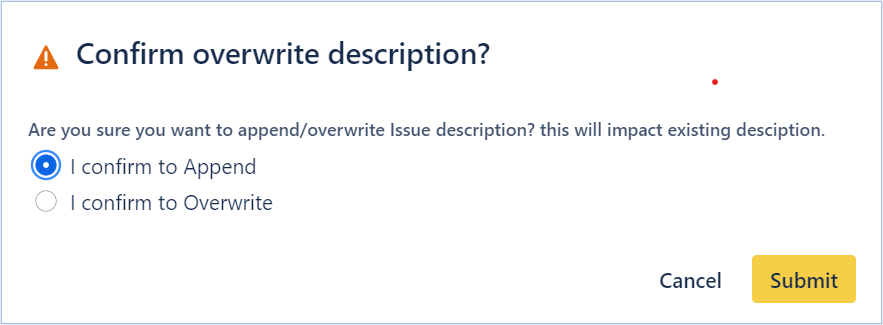 Confirm overwrite description?
Are you sure you want to append/overwrite Issue description? this will impact existing desciption.
I confirm to Append
I confirm to Overwrite
Cancel
Submit